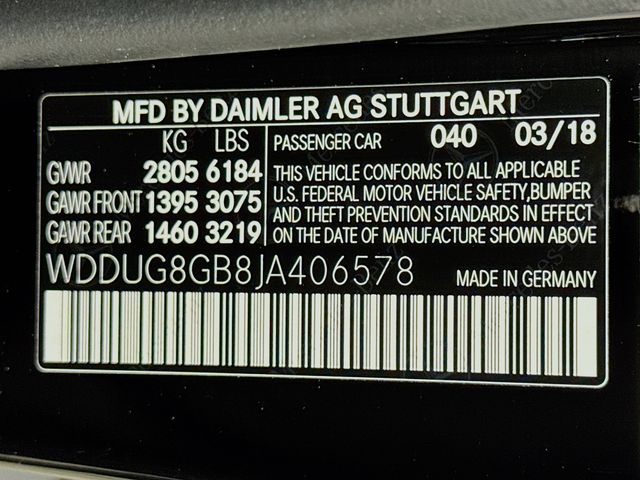 MFD BY DAIMLER AG STUTTGART
KG LBS PASSENGER CAR 040 03/18
GVWR 2805 6184 THIS VEHICLE CONFORMS TO ALL APPLICABLE
GAWR FRONT 1395 3075 U.S. FEDERAL MOTOR VEHICLE SAFETY,BUMPER
GAWR REAR 1460 3219 AND THEFT PREVENTION STANDARDS IN EFFECT
ON THE DATE OF MANUFACTURE SHOWN ABOVE
WDDUG8GB8JA406578 MADE IN GERMANY